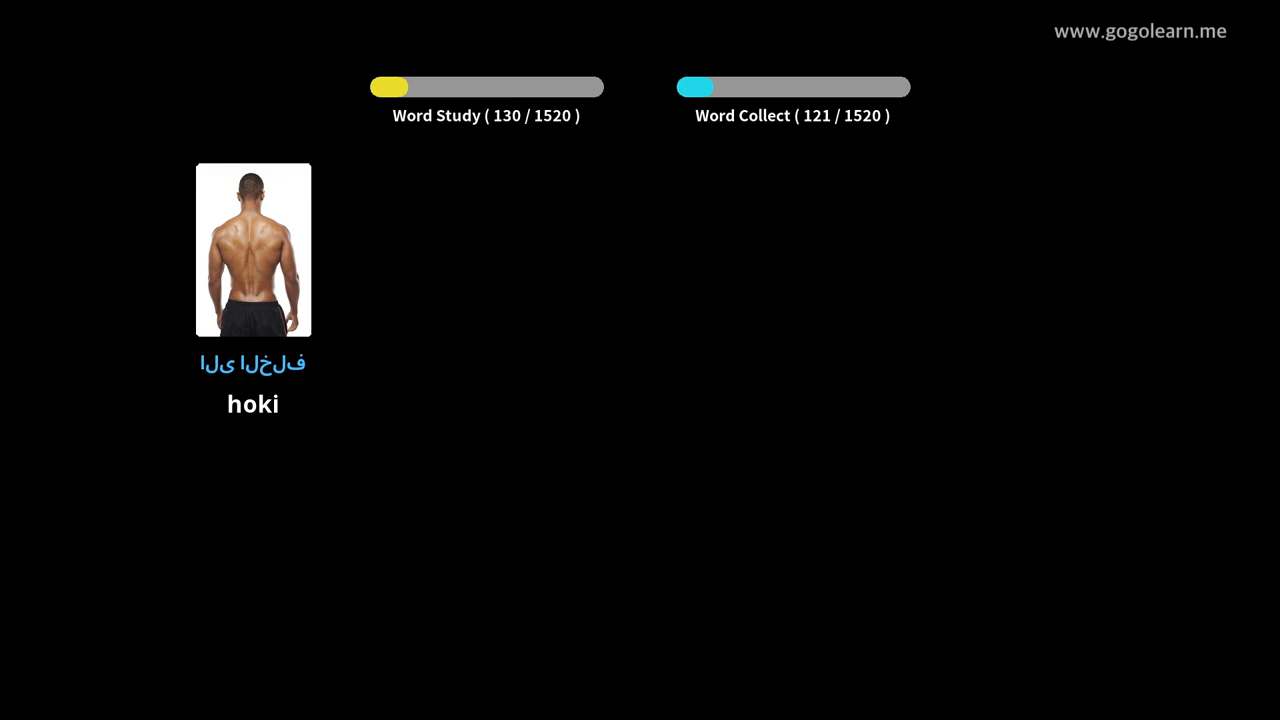 www.gogolearn.me
Word Study ( 130 / 1520 )
Word Collect ( 121 / 1520 )
الى الخلف
hoki